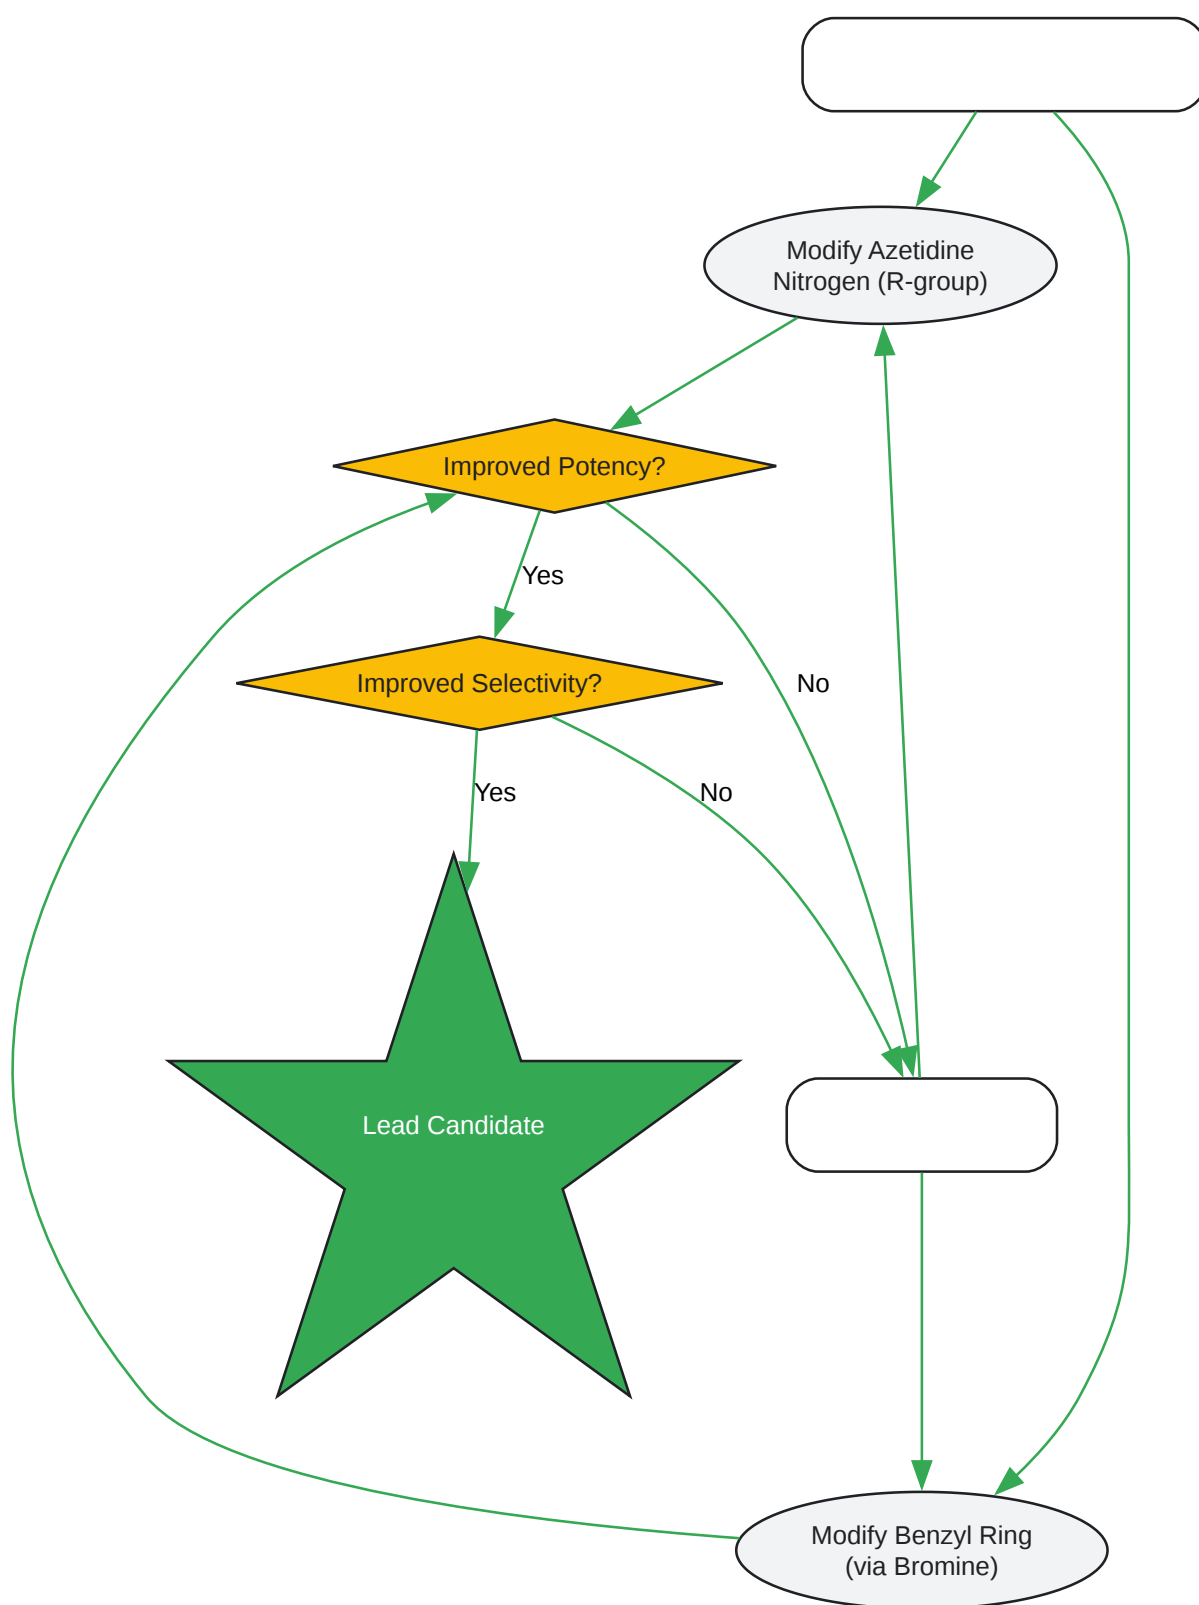 Modify Azetidine
Nitrogen (R-group)
Improved Potency?
Yes
Improved Selectivity?
No
Yes
No
Lead Candidate
Modify Benzyl Ring
(via Bromine)